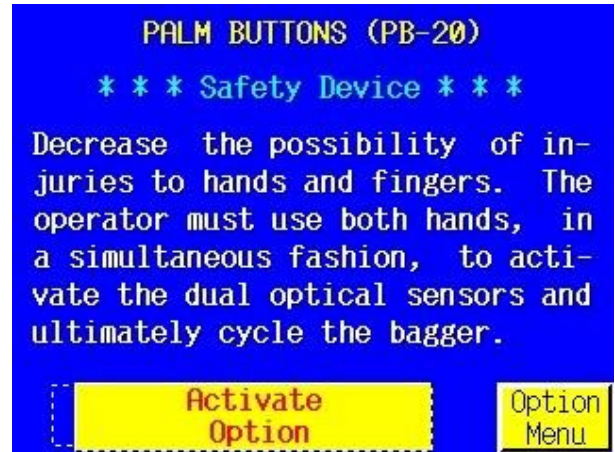 PALM BUTTONS (PB-20)
* * * Safety Device * * *
Decrease the possibility of in-
juries to hands and fingers. The
operator must use both hands, in
a simultaneous fashion, to acti-
vate the dual optical sensors and
ultimately cycle the bagger.
Activate
Option
Option
Menu